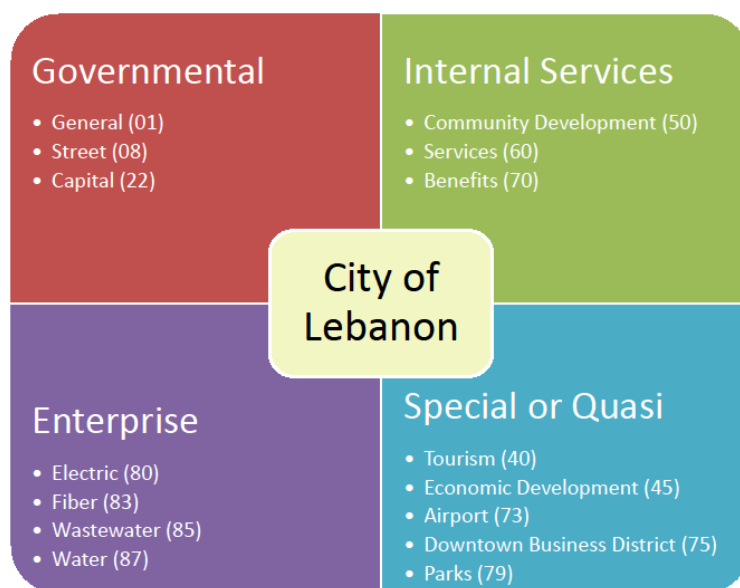 Governmental
• General (01)
• Street (08)
• Capital (22)
Internal Services
• Community Development (50)
• Services (60)
• Benefits (70)
City of
Lebanon
Enterprise
• Electric (80)
• Fiber (83)
• Wastewater (85)
• Water (87)
Special or Quasi
• Tourism (40)
• Economic Development (45)
• Airport (73)
• Downtown Business District (75)
• Parks (79)